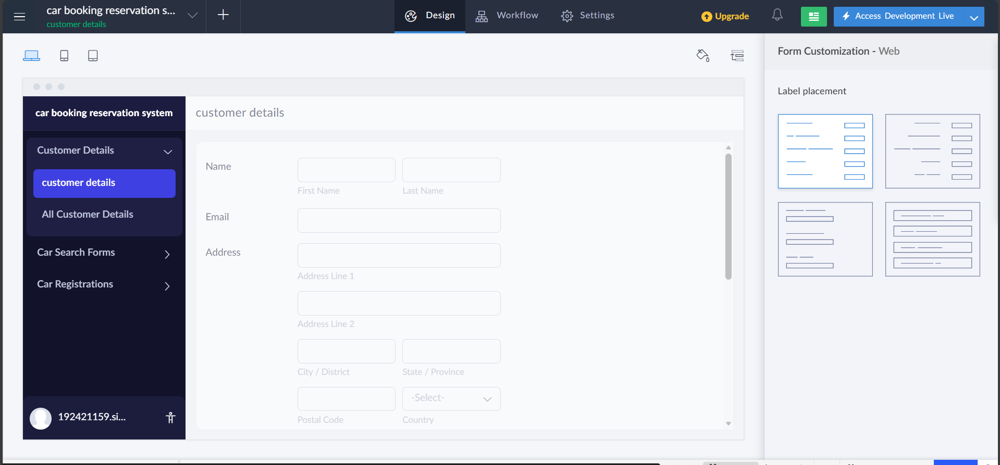 car booking reservation s...
customer details
Design
Workflow
Settings
Upgrade
Access Development Live
Form Customization - Web
Label placement
car booking reservation system
customer details
Customer Details
customer details
All Customer Details
Car Search Forms
Car Registrations
192421159.si...
Name
First Name
Last Name
Email
Address
Address Line 1
Address Line 2
City / District
State / Province
-Select-
Postal Code
Country